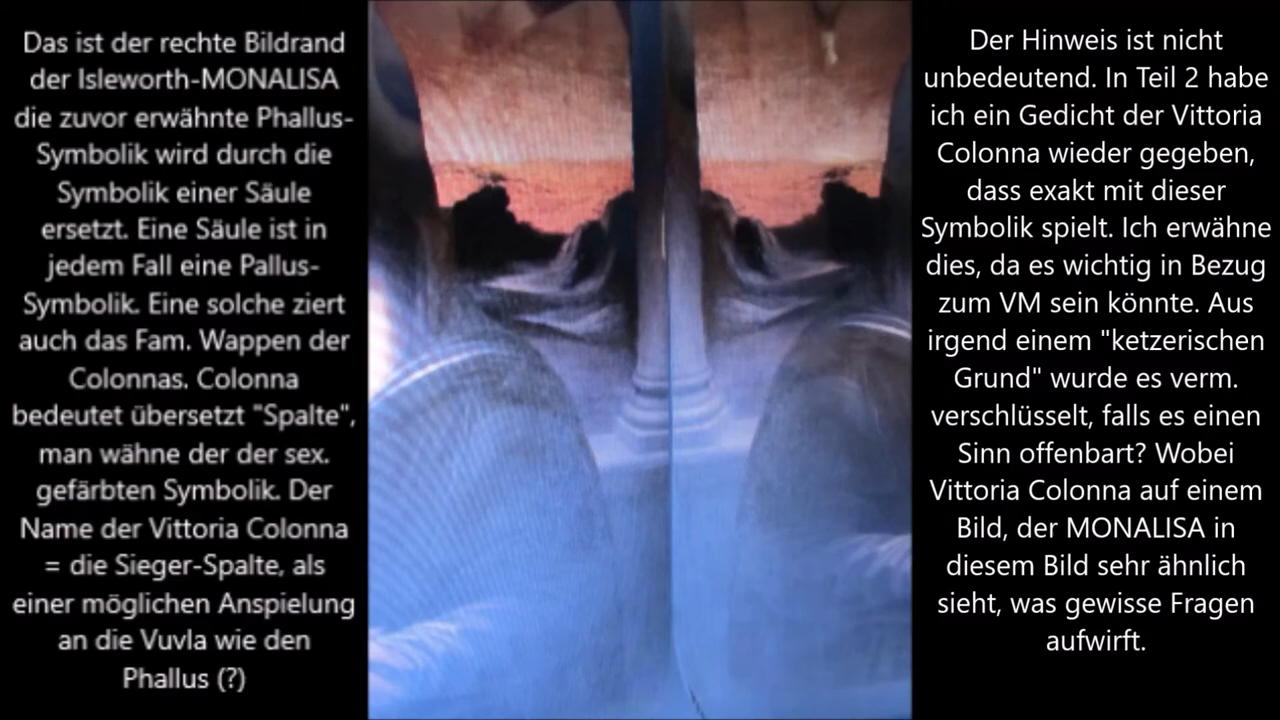 Das ist der rechte Bildrand
der Isleworth-MONALISA
die zuvor erwähnte Phallus-
Symbolik wird durch die
Symbolik einer Säule
ersetzt. Eine Säule ist in
jedem Fall eine Pallus-
Symbolik. Eine solche ziert
auch das Fam. Wappen der
Colonnas. Colonna
bedeutet übersetzt "Spalte",
man wähne der der sex.
gefärbten Symbolik. Der
Name der Vittoria Colonna
= die Sieger-Spalte, als
einer möglichen Anspielung
an die Vuvla wie den
Phallus (?)
Der Hinweis ist nicht
unbedeutend. In Teil 2 habe
ich ein Gedicht der Vittoria
Colonna wieder gegeben,
dass exakt mit dieser
Symbolik spielt. Ich erwähne
dies, da es wichtig in Bezug
zum VM sein könnte. Aus
irgend einem "ketzerischen
Grund" wurde es verm.
verschlüsselt, falls es einen
Sinn offenbart? Wobei
Vittoria Colonna auf einem
Bild, der MONALISA in
diesem Bild sehr ähnlich
sieht, was gewisse Fragen
aufwirft.